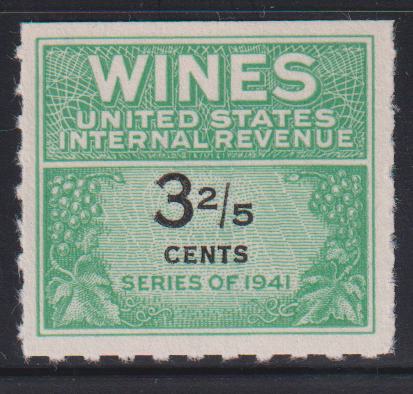 WINES
UNITED STATES
INTERNAL REVENUE
3 2/5
CENTS
SERIES OF 1941